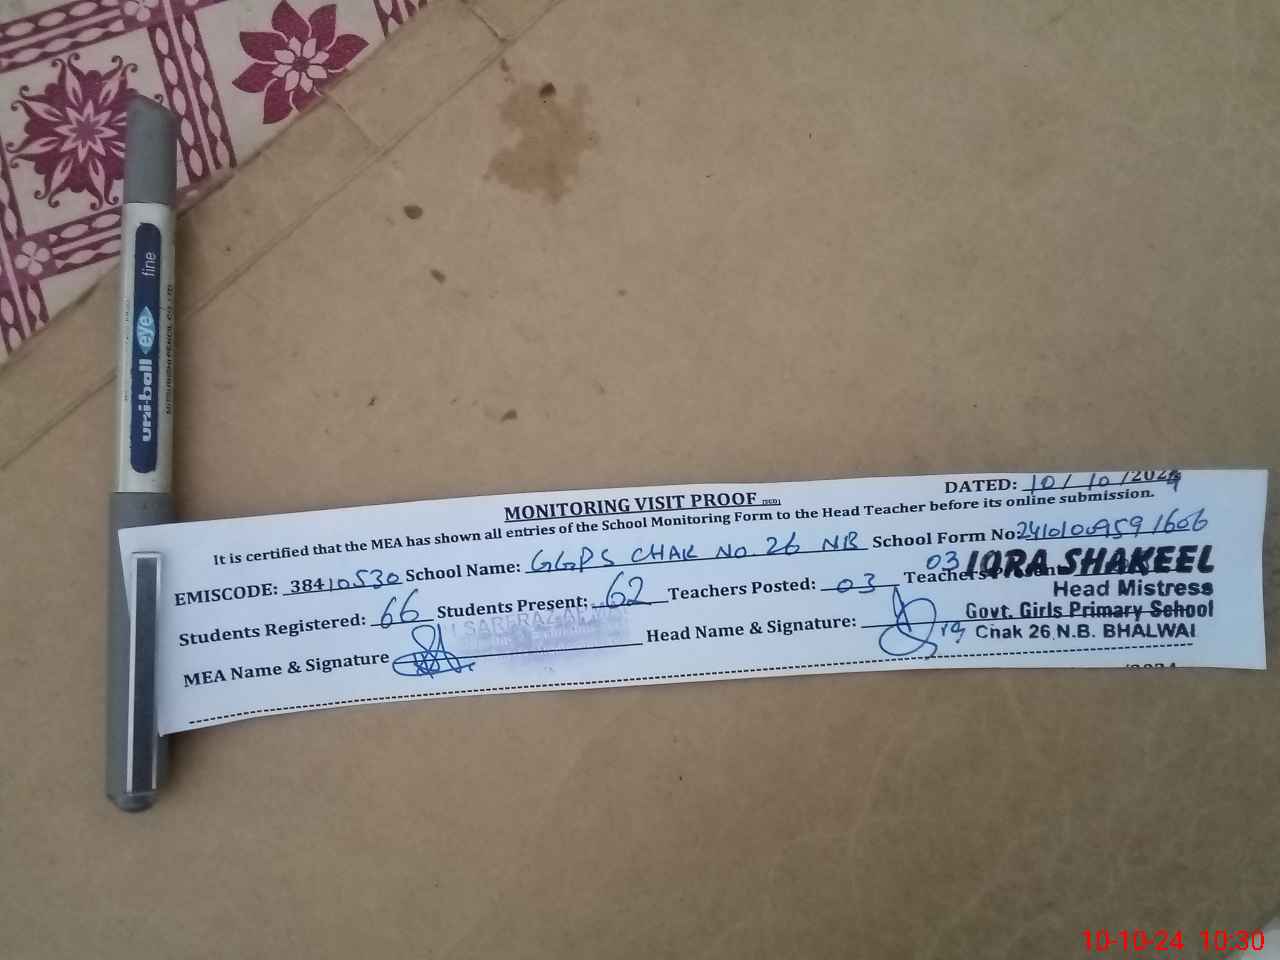 uni-ball eye fine
DATED: 10/10/2024
MONITORING VISIT PROOF
It is certified that the MEA has shown all entries of the School Monitoring Form to the Head Teacher before its online submission.
EMISCODE: 38410530 School Name: GGPS CHAK No. 26 NB School Form No: 2410100959 1606
Students Registered: 66 Students Present: 62 Teachers Posted: 03 Teachers 03
IQRA SHAKEEL
Head Mistress
Govt. Girls Primary School
Chak 26,N.B. BHALWAL
MEA Name & Signature SARFRAZ Head Name & Signature:
10-10-24 10:30